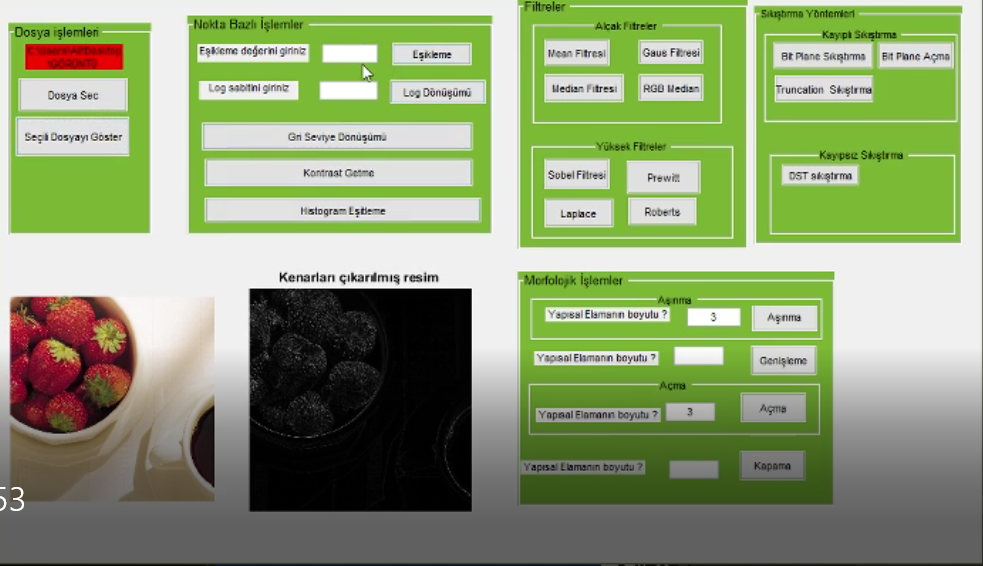 Dosya işlemleri
Dosya Sec
Seçili Dosyayı Göster
Nokta Bazlı İşlemler
Eşikleme değerini giriniz
Eşikleme
Log sabitini giriniz
Log Dönüşümü
Gri Seviye Dönüşümü
Kontrast Germe
Histogram Eşitleme
Filtreler
Alçak Filtreler
Mean Filtresi
Gaus Filtresi
Median Filtresi
RGB Median
Yüksek Filtreler
Sobel Filtresi
Prewitt
Laplace
Roberts
Sıkıştırma Yöntemleri
Kayıplı Sıkıştırma
Bit Plane Sıkıştırma
Bit Plane Açma
Truncation Sıkıştırma
Kayıpsız Sıkıştırma
DST sıkıştırma
Kenarları çıkarılmış resim
Morfolojik İşlemler
Aşınma
Yapısal Elamanın boyutu ?
3
Aşınma
Yapısal Elamanın boyutu ?
Genişleme
Açma
Yapısal Elamanın boyutu ?
3
Açma
Yapısal Elamanın boyutu ?
Kapama
53